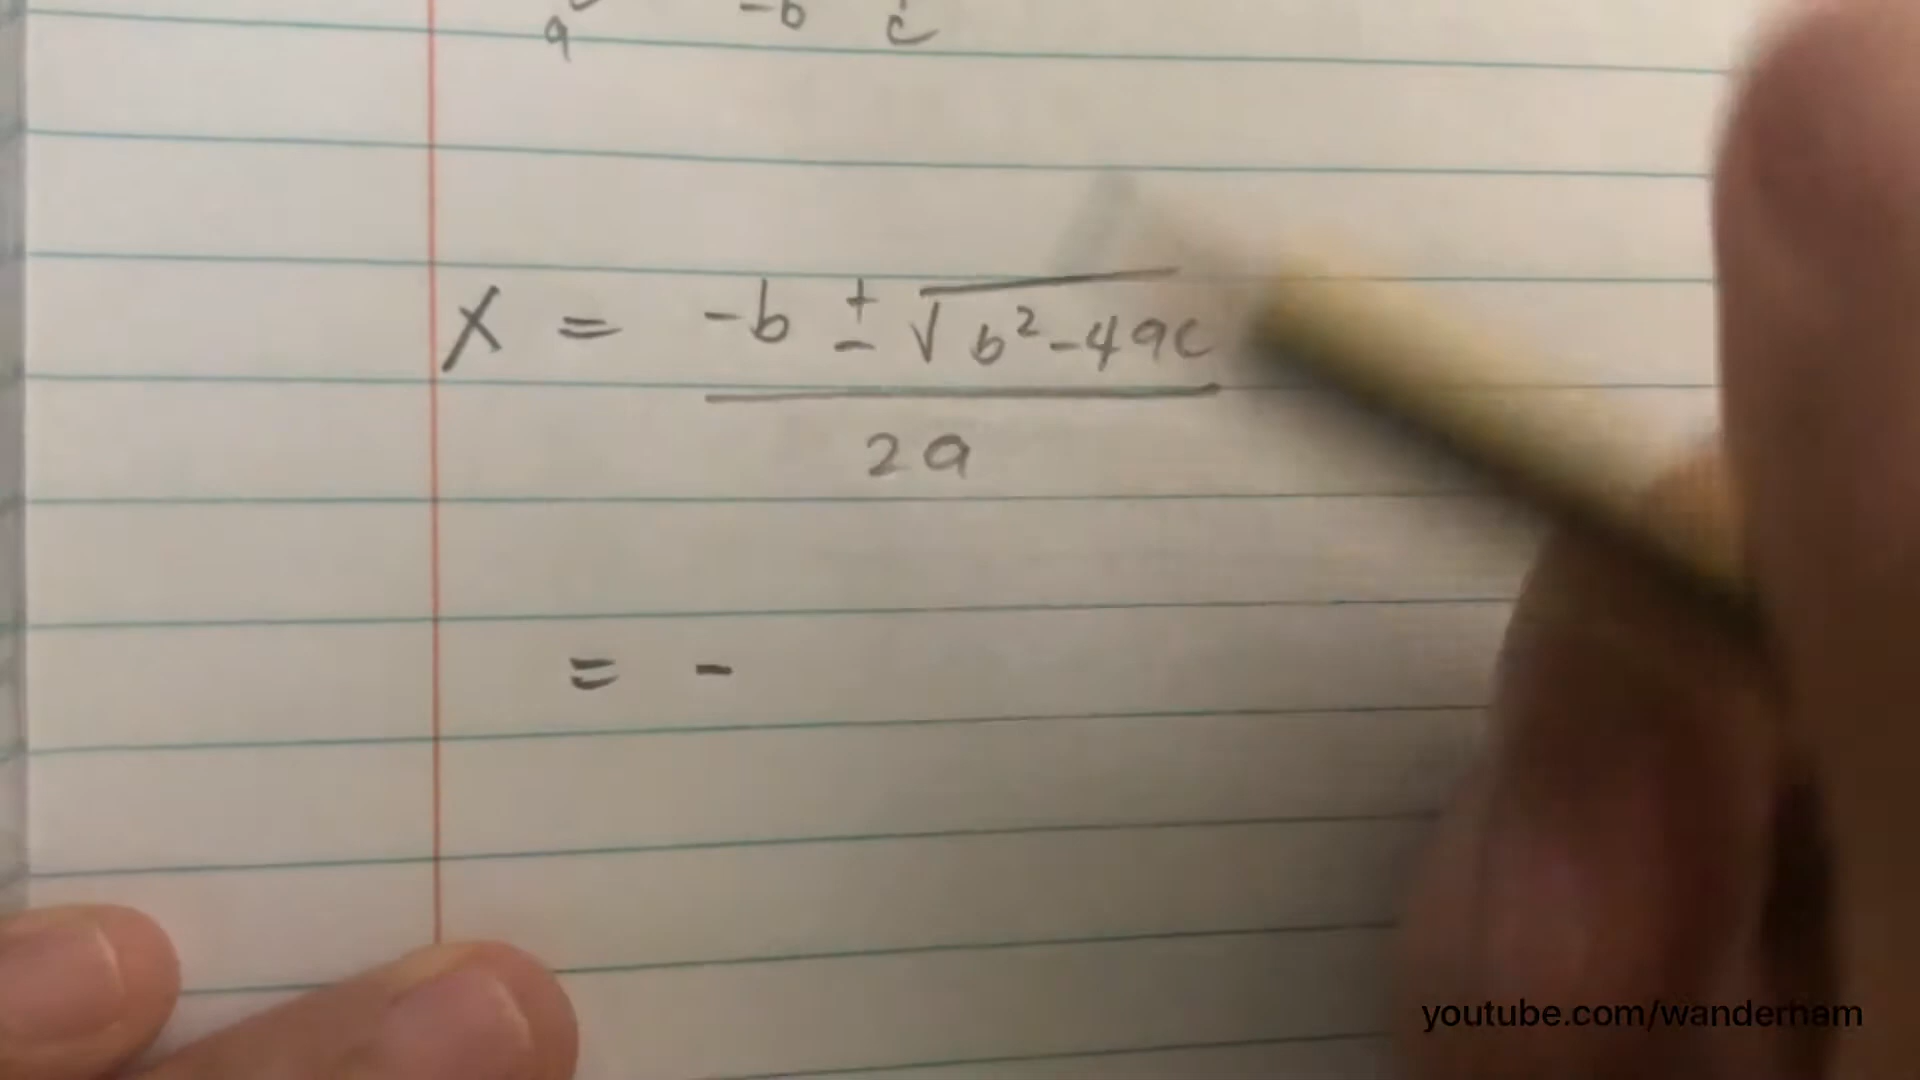 a -b c
X = -b ± √b²-4ac
2a
= -
youtube.com/wanderham